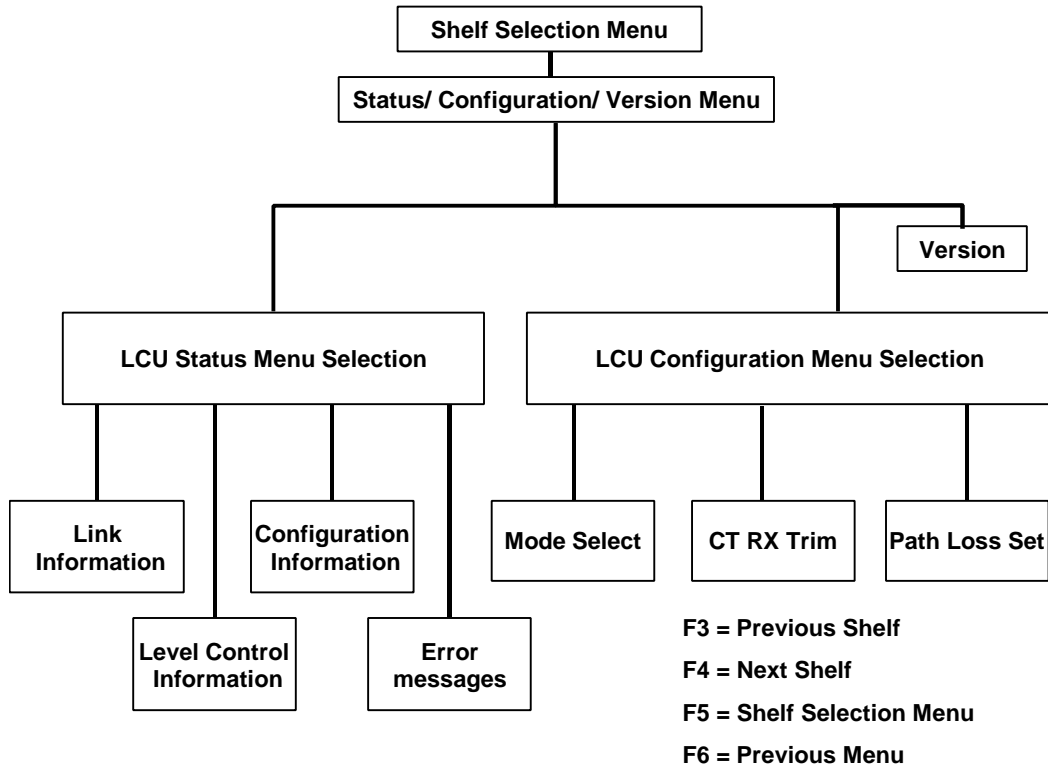 Shelf Selection Menu
Status/ Configuration/ Version Menu
Version
LCU Status Menu Selection
LCU Configuration Menu Selection
Link
Information
Configuration
Information
Mode Select
CT RX Trim
Path Loss Set
Level Control
Information
Error
messages
F3 = Previous Shelf
F4 = Next Shelf
F5 = Shelf Selection Menu
F6 = Previous Menu